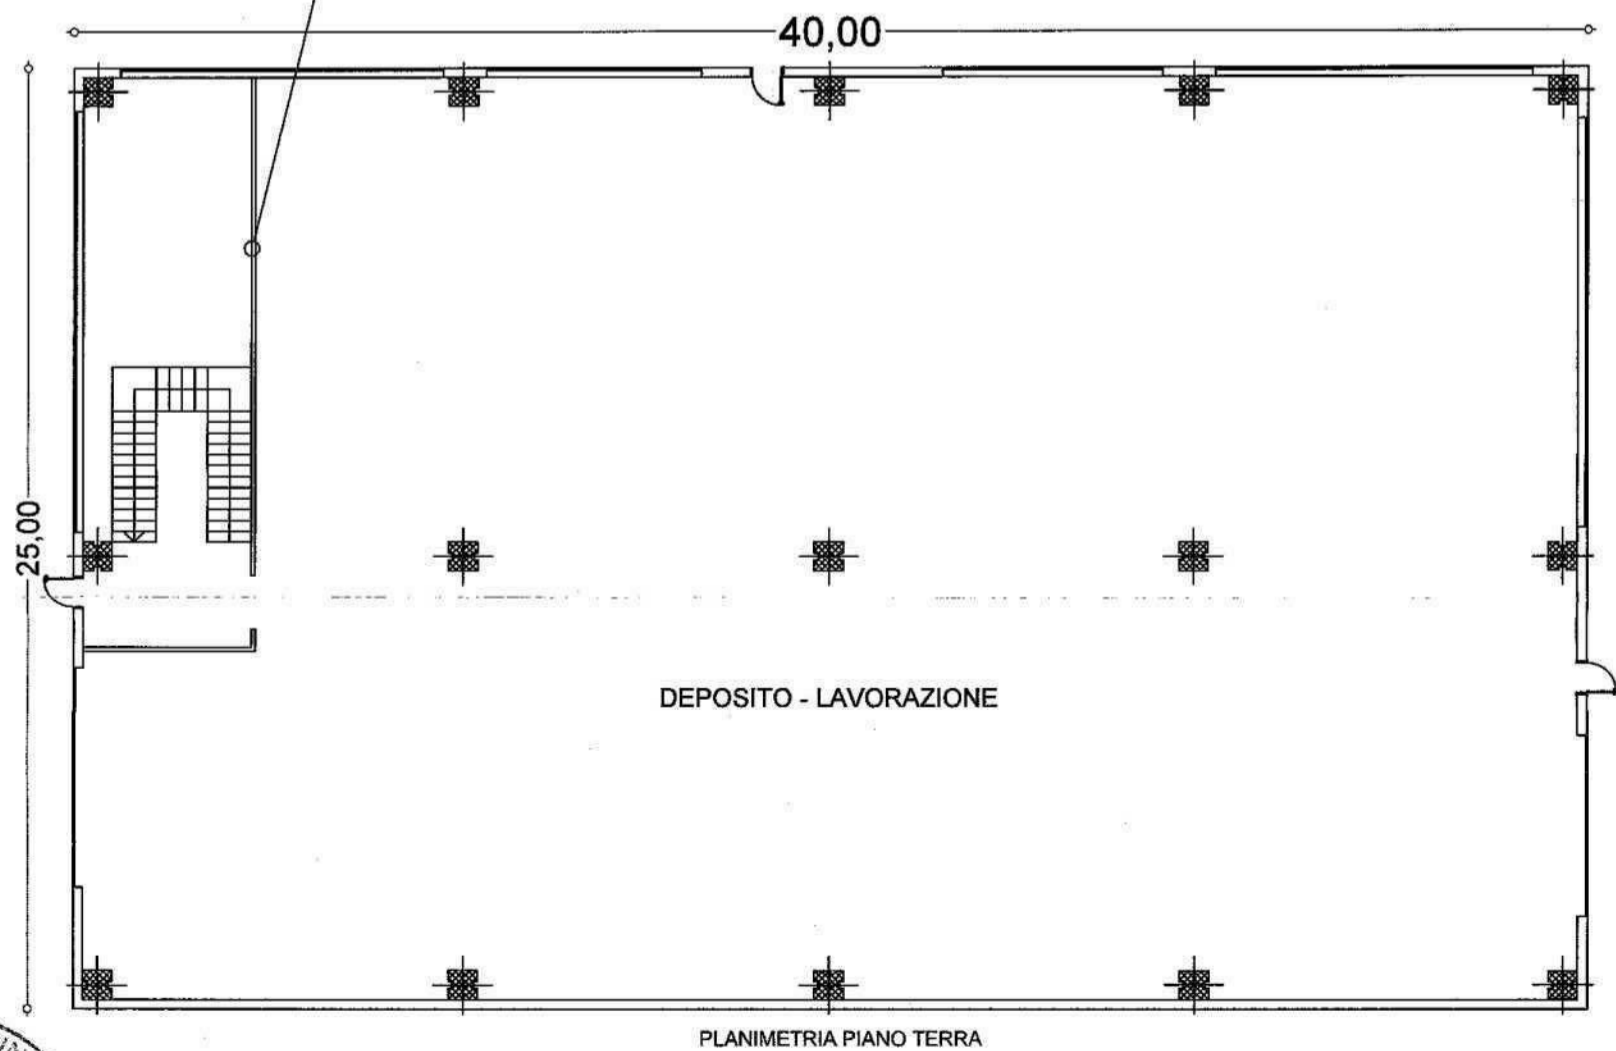 40,00
25,00
DEPOSITO - LAVORAZIONE
PLANIMETRIA PIANO TERRA